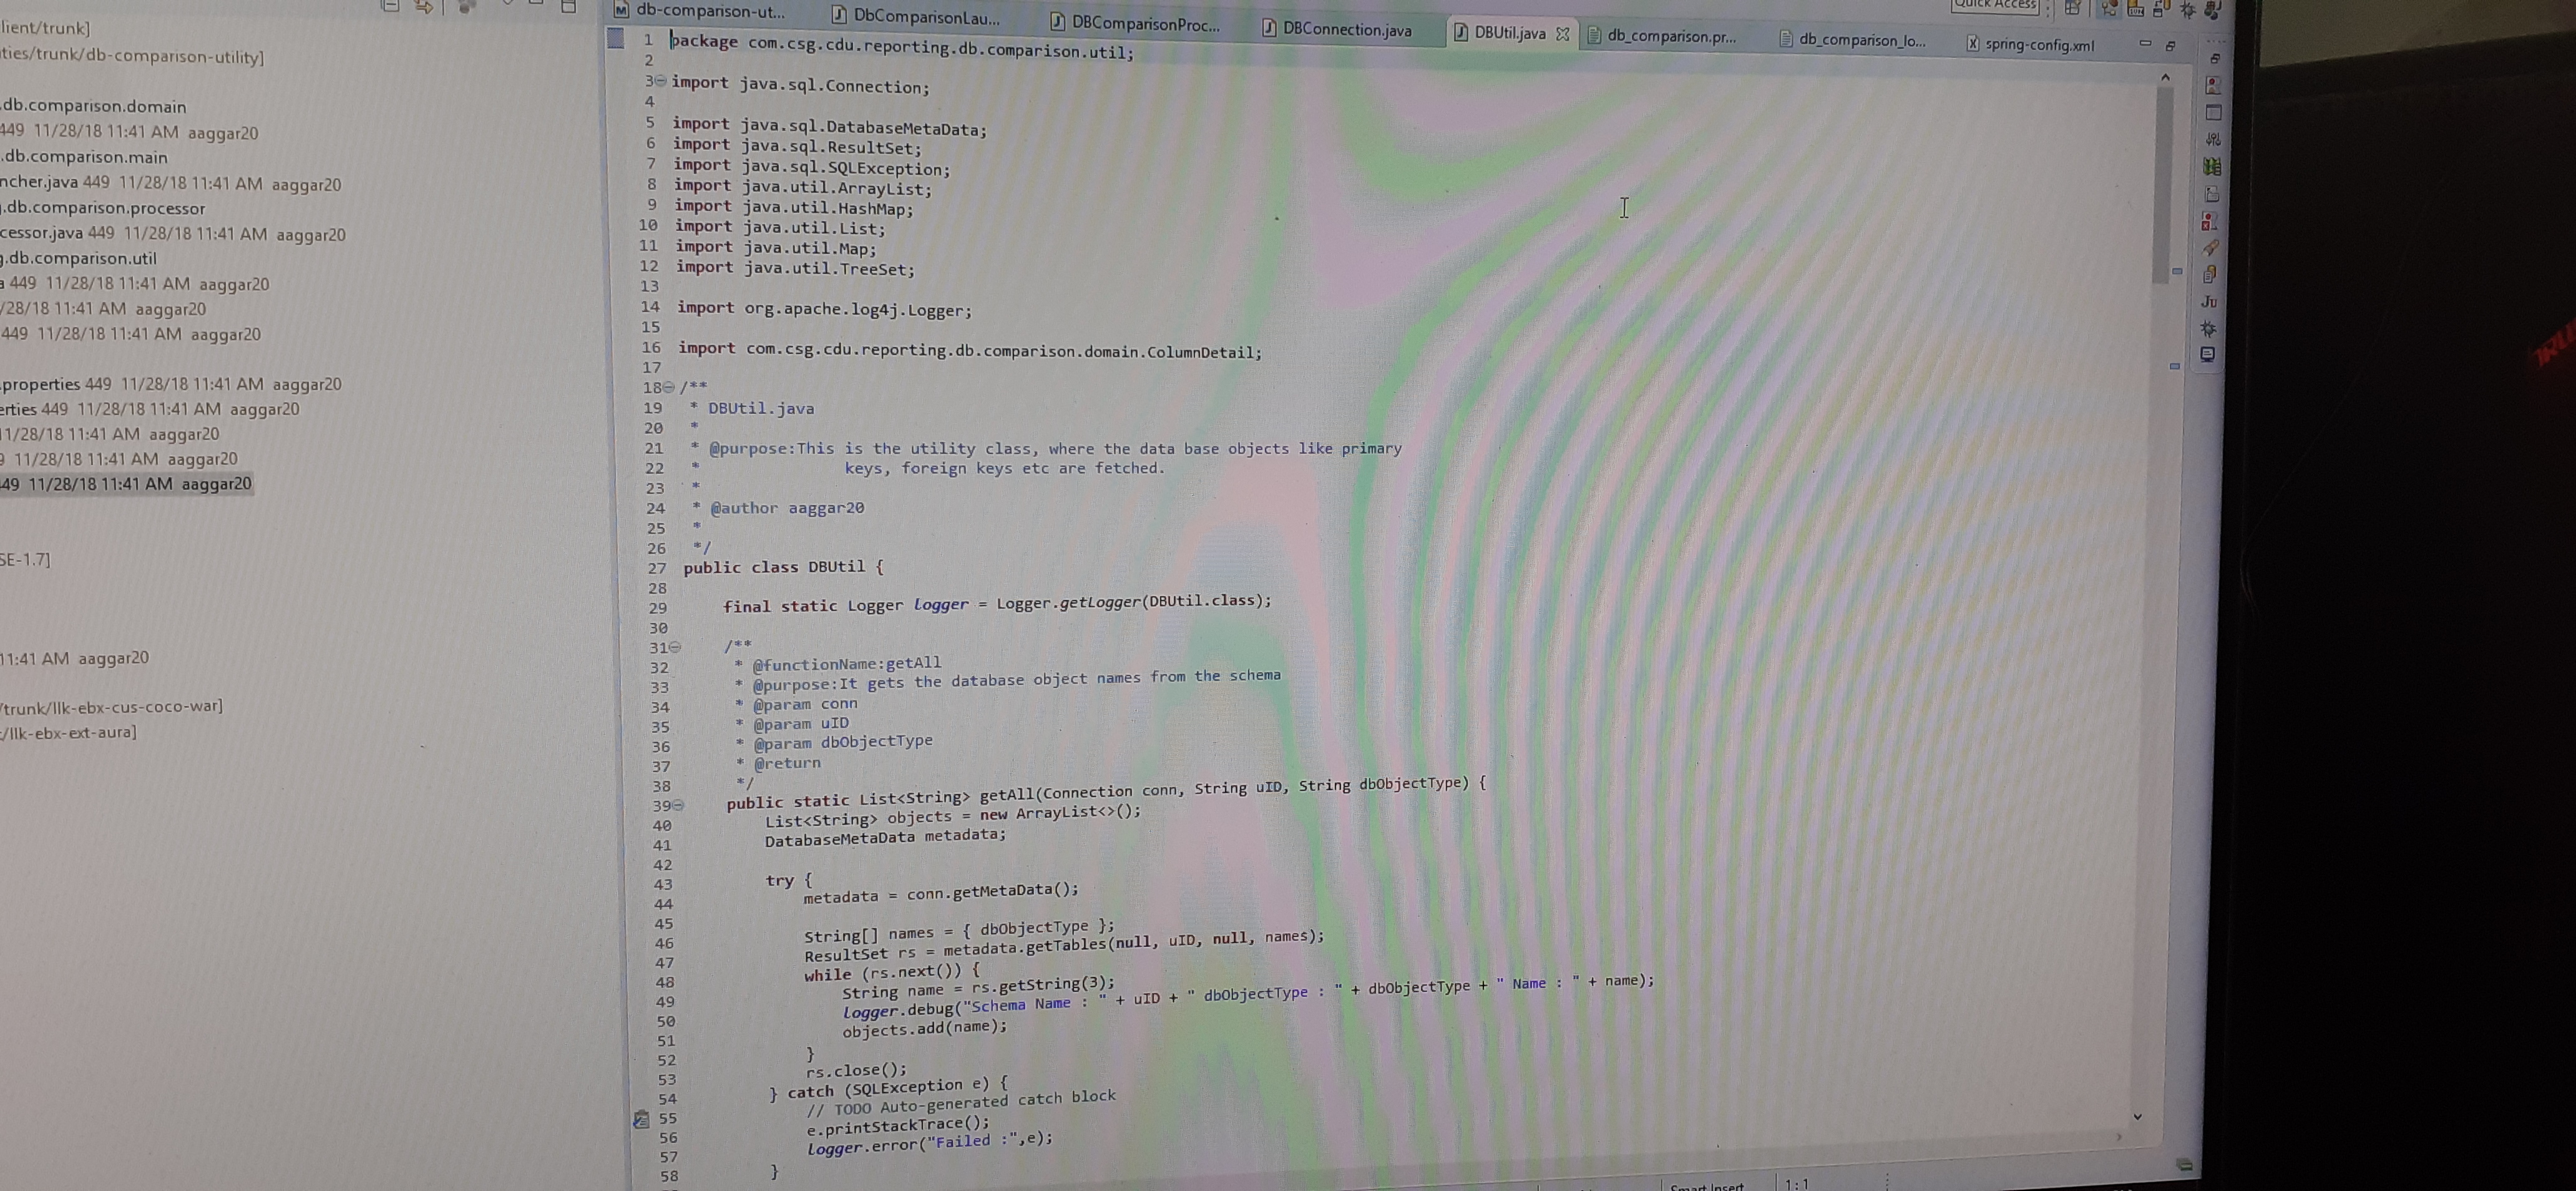 lient/trunk]
ties/trunk/db-comparison-utility]
.db.comparison.domain
449 11/28/18 11:41 AM aaggar20
.db.comparison.main
ncher.java 449 11/28/18 11:41 AM aaggar20
.db.comparison.processor
cessor.java 449 11/28/18 11:41 AM aaggar20
g.db.comparison.util
a 449 11/28/18 11:41 AM aaggar20
/28/18 11:41 AM aaggar20
449 11/28/18 11:41 AM aaggar20
.properties 449 11/28/18 11:41 AM aaggar20
erties 449 11/28/18 11:41 AM aaggar20
11/28/18 11:41 AM aaggar20
9 11/28/18 11:41 AM aaggar20
49 11/28/18 11:41 AM aaggar20
SE-1.7]
11:41 AM aaggar20
/trunk/llk-ebx-cus-coco-war]
/llk-ebx-ext-aura]
Quick Access
db-comparison-ut... DbComparisonLau... DBComparisonProc... DBConnection.java DBUtil.java db_comparison.pr... db_comparison_lo... spring-config.xml
1 package com.csg.cdu.reporting.db.comparison.util;
2
3 import java.sql.Connection;
4
5 import java.sql.DatabaseMetaData;
6 import java.sql.ResultSet;
7 import java.sql.SQLException;
8 import java.util.ArrayList;
9 import java.util.HashMap;
10 import java.util.List;
11 import java.util.Map;
12 import java.util.TreeSet;
13
14 import org.apache.log4j.Logger;
15
16 import com.csg.cdu.reporting.db.comparison.domain.ColumnDetail;
17
18 /**
19 * DBUtil.java
20 *
21 * @purpose:This is the utility class, where the data base objects like primary
22 * keys, foreign keys etc are fetched.
23 *
24 * @author aaggar20
25 *
26 */
27 public class DBUtil {
28
29 final static Logger logger = Logger.getLogger(DBUtil.class);
30
31 /**
32 * @functionName:getAll
33 * @purpose:It gets the database object names from the schema
34 * @param conn
35 * @param uID
36 * @param dbObjectType
37 * @return
38 */
39 public static List<String> getAll(Connection conn, String uID, String dbObjectType) {
40 List<String> objects = new ArrayList<>();
41 DatabaseMetaData metadata;
42
43 try {
44 metadata = conn.getMetaData();
45
46 String[] names = { dbObjectType };
47 ResultSet rs = metadata.getTables(null, uID, null, names);
48 while (rs.next()) {
49 String name = rs.getString(3);
50 logger.debug("Schema Name : " + uID + " dbObjectType : " + dbObjectType + " Name : " + name);
51 objects.add(name);
52 }
53 rs.close();
54 } catch (SQLException e) {
55 // TODO Auto-generated catch block
56 e.printStackTrace();
57 logger.error("Failed :",e);
58 }
Smart Insert 1:1